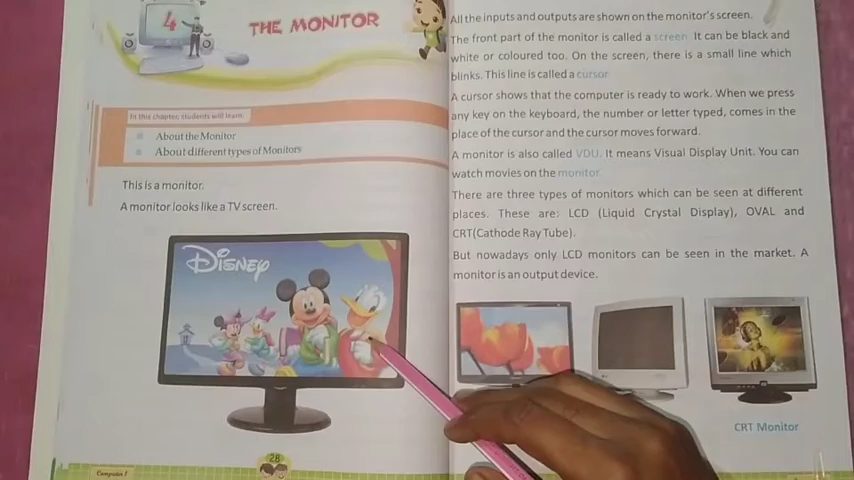 4
THE MONITOR
In this chapter, students will learn:
About the Monitor
About different types of Monitors
This is a monitor.
A monitor looks like a TV screen.
DISNEY
28
Computer-1
All the inputs and outputs are shown on the monitor's screen.
The front part of the monitor is called a screen. It can be black and
white or coloured too. On the screen, there is a small line which
blinks. This line is called a cursor.
A cursor shows that the computer is ready to work. When we press
any key on the keyboard, the number or letter typed, comes in the
place of the cursor and the cursor moves forward.
A monitor is also called VDU. It means Visual Display Unit. You can
watch movies on the monitor.
There are three types of monitors which can be seen at different
places. These are: LCD (Liquid Crystal Display), OVAL and
CRT(Cathode Ray Tube).
But nowadays only LCD monitors can be seen in the market. A
monitor is an output device.
CRT Monitor